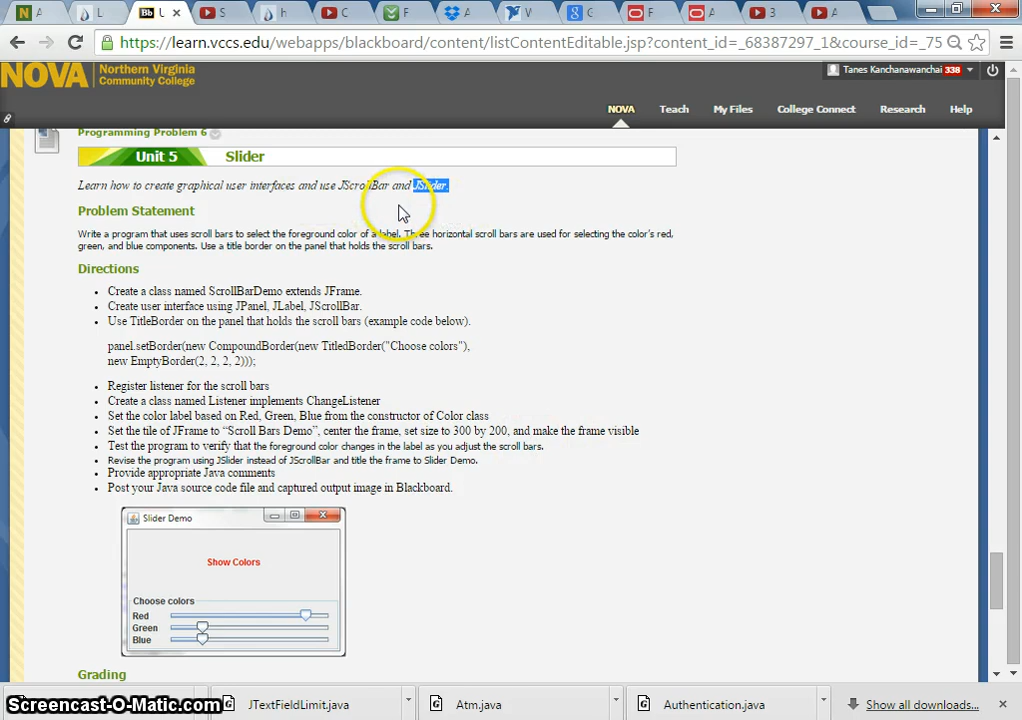 N A
L
Bb U
S
h
C
F
A
V
G
F
A
3
A
https://learn.vccs.edu/webapps/blackboard/content/listContentEditable.jsp?content_id=_68387297_1&course_id=_75
NOVA Northern Virginia
Community College
Tanes Kanchanawanchai 338
NOVA Teach My Files College Connect Research Help
Programming Problem 6
Unit 5 Slider
Learn how to create graphical user interfaces and use JScrollBar and JSlider.
Problem Statement
Write a program that uses scroll bars to select the foreground color of a label. Three horizontal scroll bars are used for selecting the color's red,
green, and blue components. Use a title border on the panel that holds the scroll bars.
Directions
• Create a class named ScrollBarDemo extends JFrame.
• Create user interface using JPanel, JLabel, JScrollBar.
• Use TitleBorder on the panel that holds the scroll bars (example code below).
panel.setBorder(new CompoundBorder(new TitledBorder("Choose colors"),
new EmptyBorder(2, 2, 2, 2)));
• Register listener for the scroll bars
• Create a class named Listener implements ChangeListener
• Set the color label based on Red, Green, Blue from the constructor of Color class
• Set the tile of JFrame to “Scroll Bars Demo”, center the frame, set size to 300 by 200, and make the frame visible
• Test the program to verify that the foreground color changes in the label as you adjust the scroll bars.
• Revise the program using JSlider instead of JScrollBar and title the frame to Slider Demo.
• Provide appropriate Java comments
• Post your Java source code file and captured output image in Blackboard.
Slider Demo
Show Colors
Choose colors
Red
Green
Blue
Grading
JTextFieldLimit.java Atm.java Authentication.java Show all downloads...
Screencast-O-Matic.com